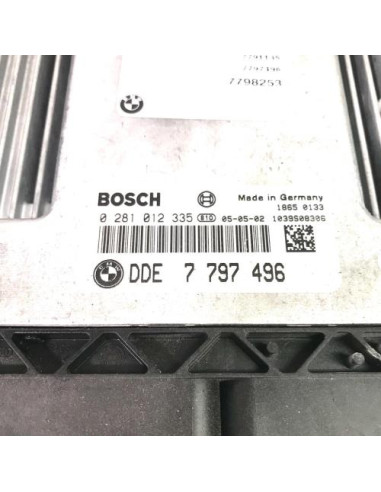 7798253
BOSCH
Made in Germany
1865 0133
0 281 012 335 05-05-02 1039S08306
DDE 7 797 496